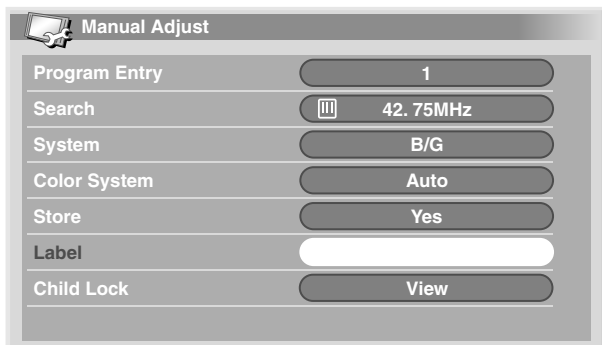 Manual Adjust
Program Entry 1
Search 42. 75MHz
System B/G
Color System Auto
Store Yes
Label
Child Lock View